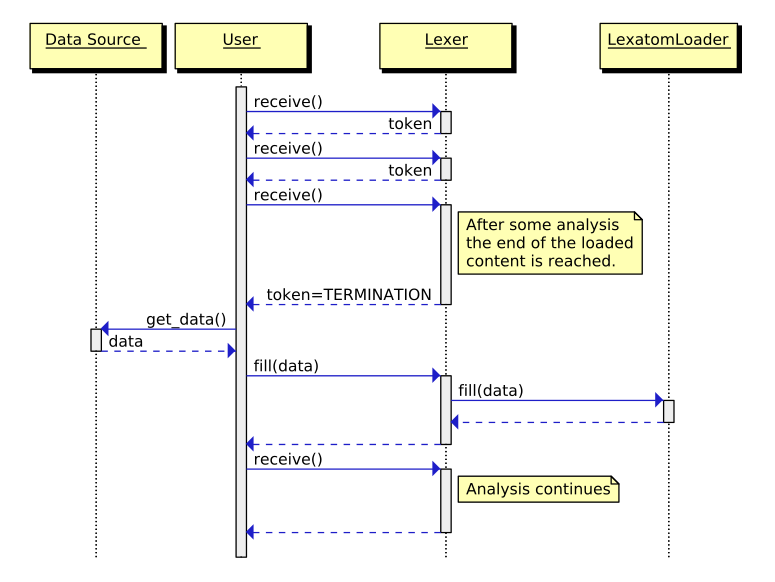 Data Source
User
Lexer
LexatomLoader
receive()
token
receive()
token
receive()
After some analysis
the end of the loaded
content is reached.
token=TERMINATION
get_data()
data
fill(data)
fill(data)
receive()
Analysis continues